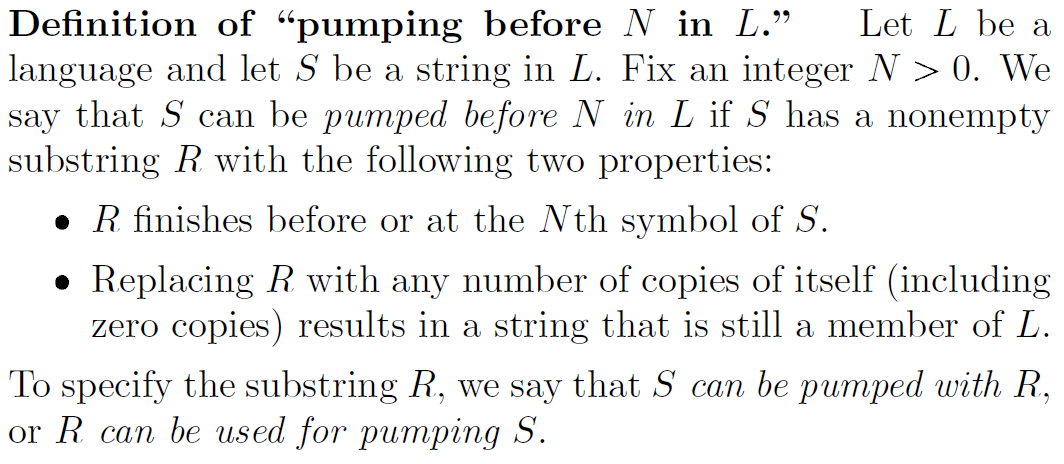 Definition of “pumping before N in L.” Let L be a
language and let S be a string in L. Fix an integer N > 0. We
say that S can be pumped before N in L if S has a nonempty
substring R with the following two properties:
• R finishes before or at the Nth symbol of S.
• Replacing R with any number of copies of itself (including
zero copies) results in a string that is still a member of L.
To specify the substring R, we say that S can be pumped with R,
or R can be used for pumping S.